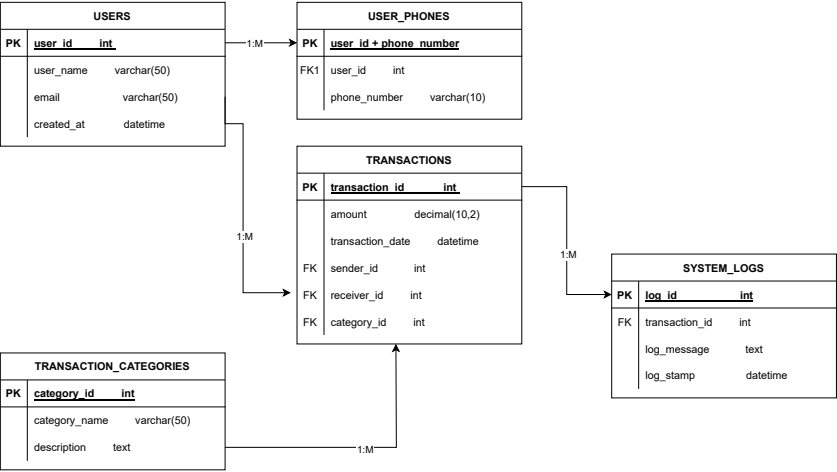 USERS
PK user_id int
user_name varchar(50)
email varchar(50)
created_at datetime
1:M
USER_PHONES
PK user_id + phone_number
FK1 user_id int
phone_number varchar(10)
1:M
TRANSACTIONS
PK transaction_id int
amount decimal(10,2)
transaction_date datetime
FK sender_id int
FK receiver_id int
FK category_id int
1:M
SYSTEM_LOGS
PK log_id int
FK transaction_id int
log_message text
log_stamp datetime
TRANSACTION_CATEGORIES
PK category_id int
category_name varchar(50)
description text
1:M